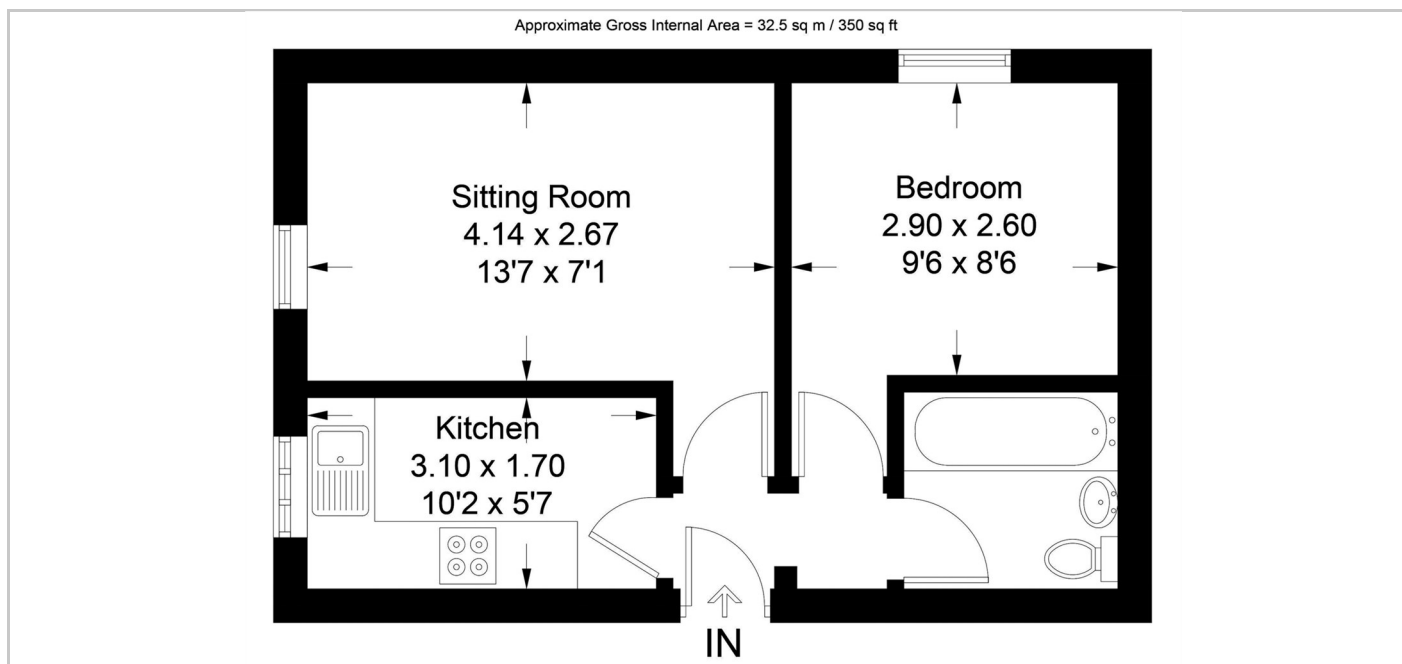 Approximate Gross Internal Area = 32.5 sq m / 350 sq ft
Sitting Room
4.14 x 2.67
13'7 x 7'1
Bedroom
2.90 x 2.60
9'6 x 8'6
Kitchen
3.10 x 1.70
10'2 x 5'7
IN